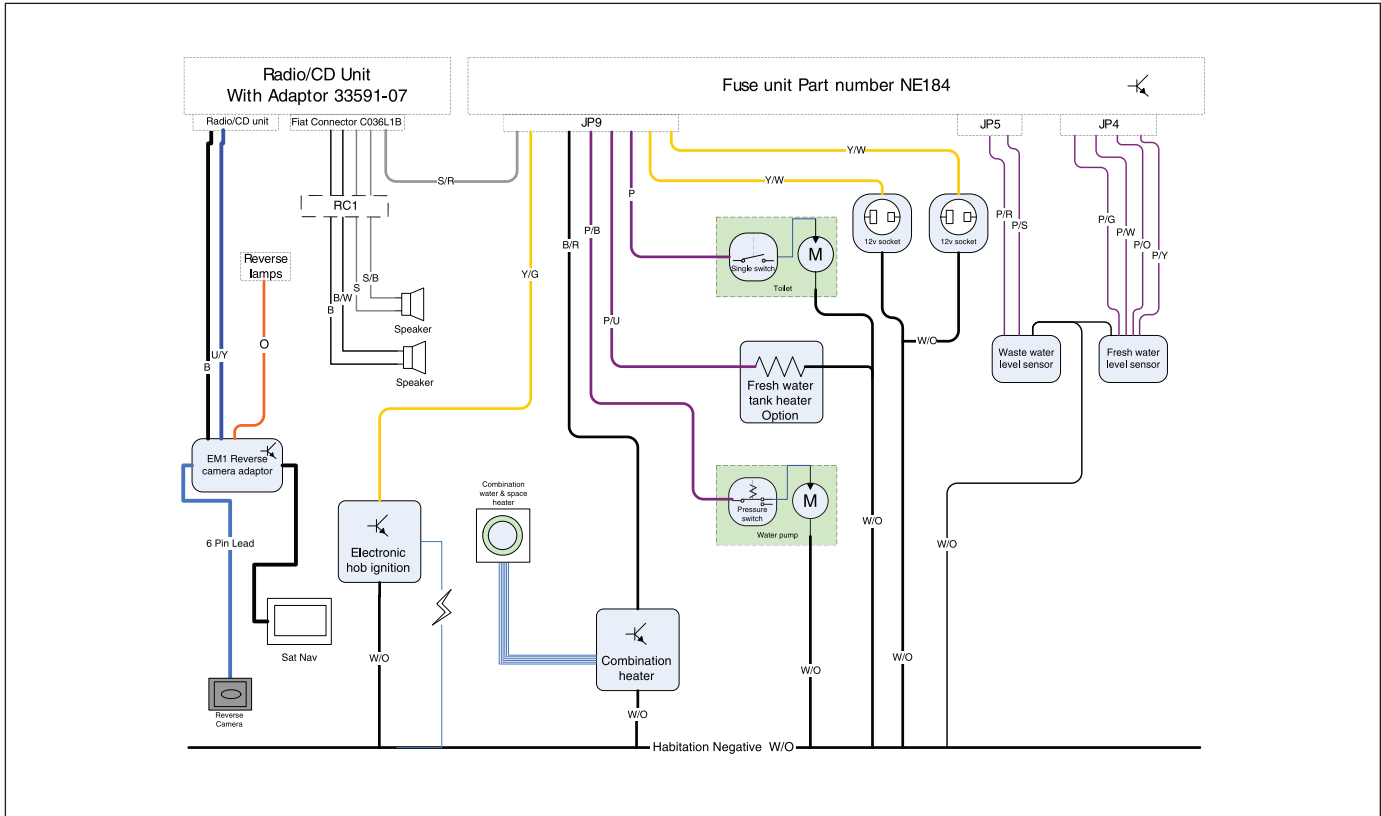 Radio/CD Unit
With Adaptor 33591-07
Fuse unit Part number NE184
Radio/CD unit
Fiat Connector C036L1B
JP9
JP5
JP4
RC1
S/R
Y/W
Y/W
P
P/B
B/R
Y/G
P/U
P/R
P/S
P/G
P/W
P/O
P/Y
12v socket
12v socket
Single switch
M
Toilet
Reverse
lamps
S/B
S
B/W
B
Speaker
Speaker
O
U/Y
B
W/O
Waste water
level sensor
Fresh water
level sensor
Fresh water
tank heater
Option
EM1 Reverse
camera adaptor
Combination
water & space
heater
Pressure
switch
M
Water pump
6 Pin Lead
Electronic
hob ignition
W/O
W/O
Sat Nav
W/O
Combination
heater
W/O
W/O
Reverse
Camera
W/O
Habitation Negative W/O